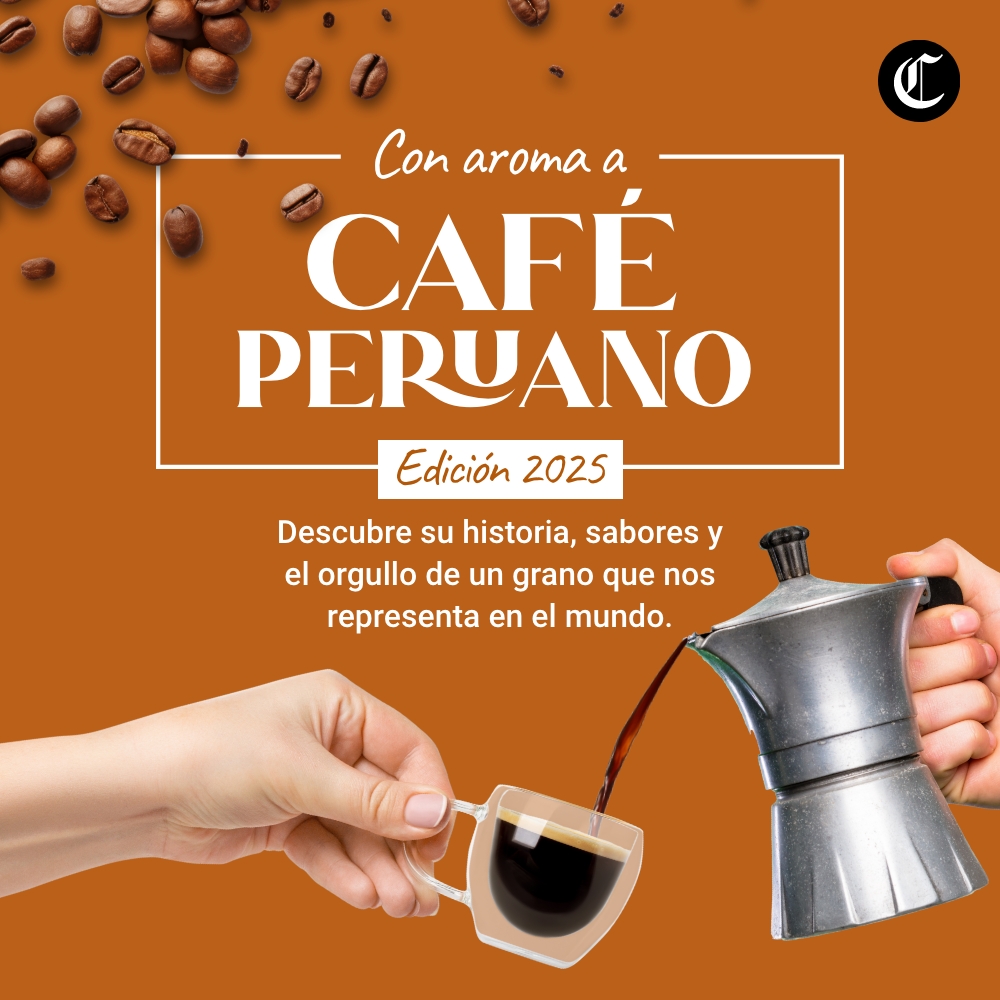 C
Con aroma a
CAFÉ
PERUANO
Edición 2025
Descubre su historia, sabores y
el orgullo de un grano que nos
representa en el mundo.